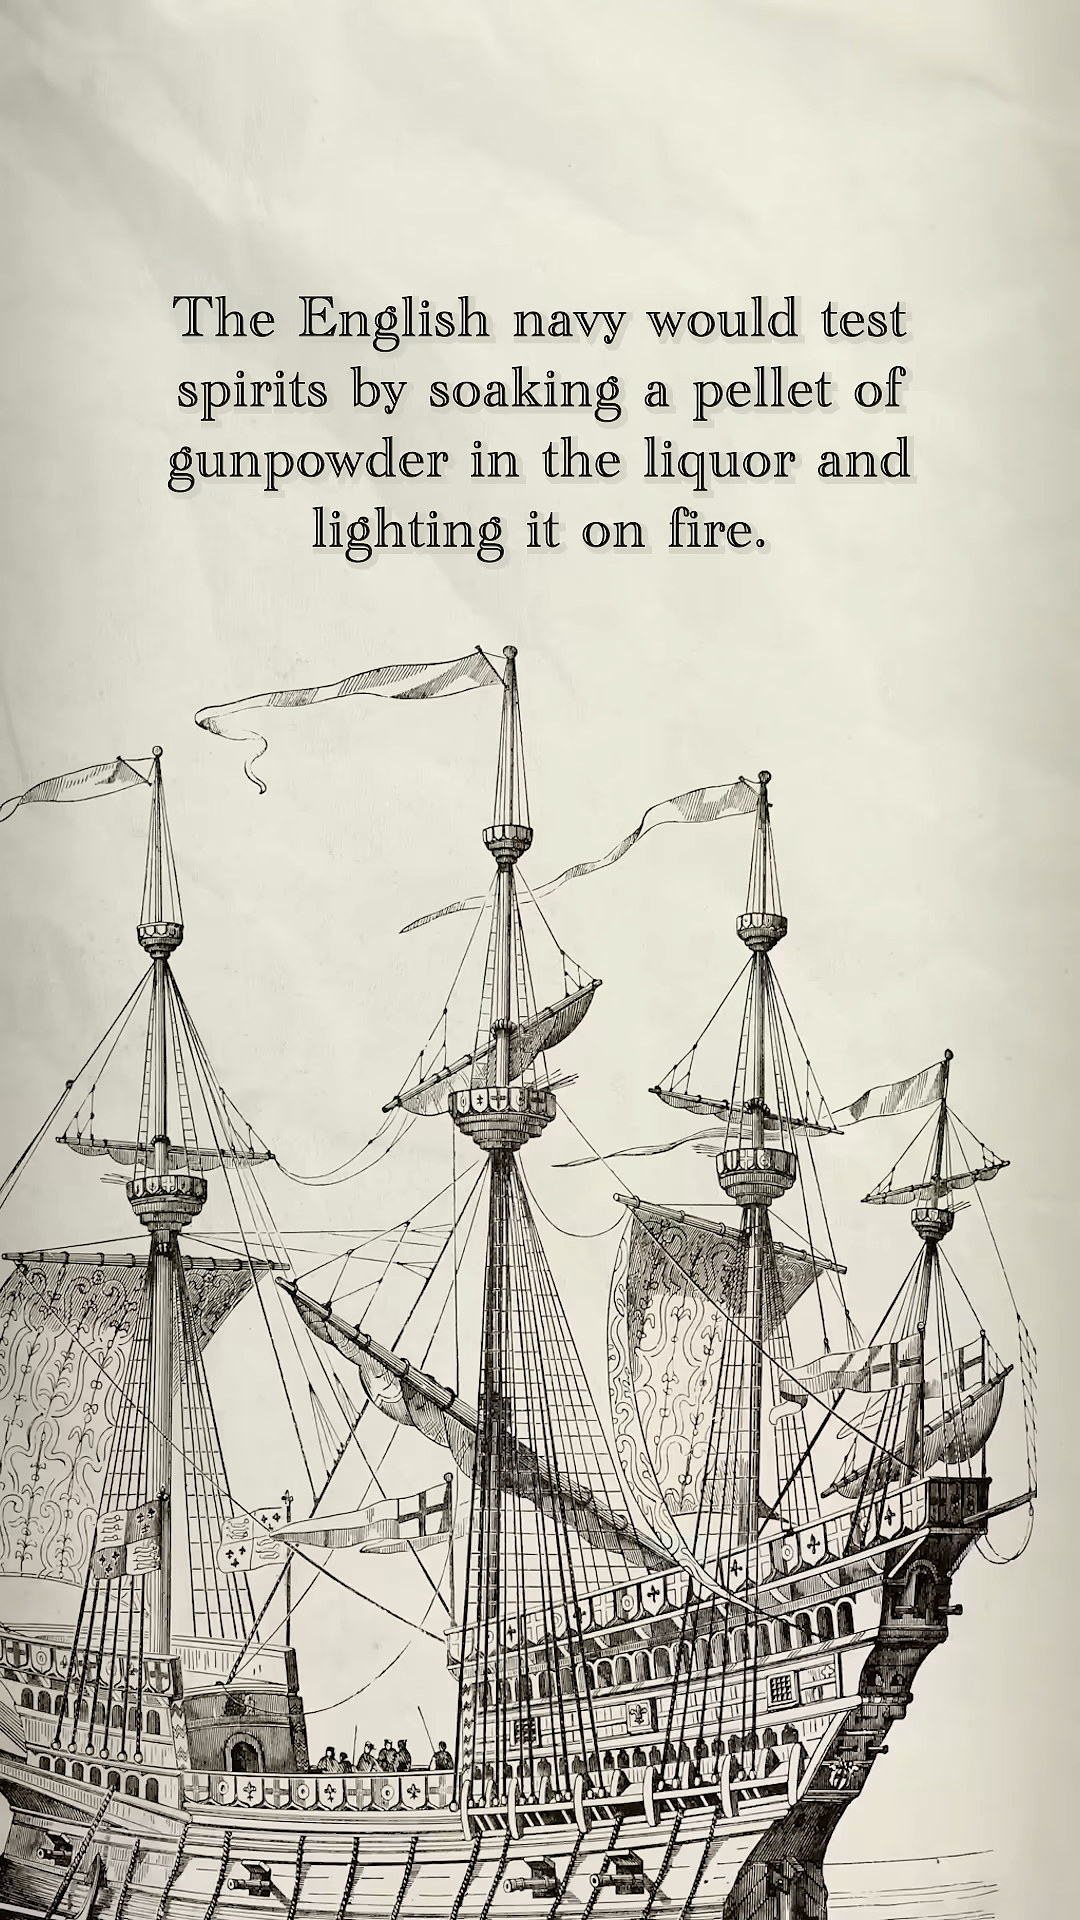 The English navy would test
spirits by soaking a pellet of
gunpowder in the liquor and
lighting it on fire.